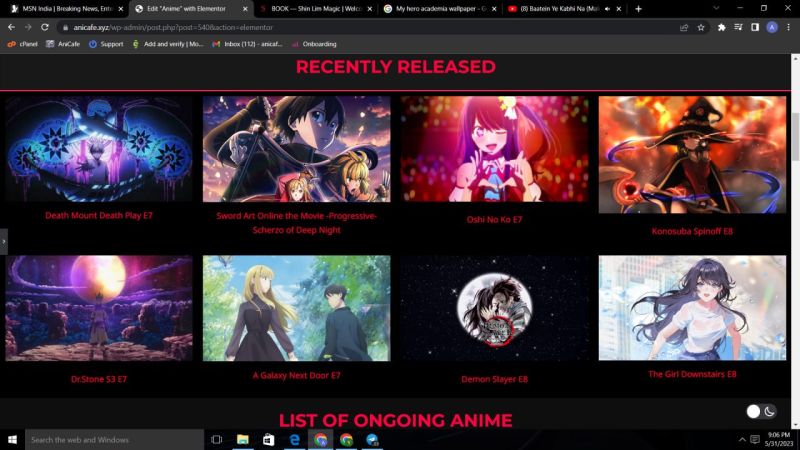 MSN India | Breaking News, Ente
Edit "Anime" with Elementor
BOOK — Shin Lim Magic | Welco
My hero academia wallpaper - G
(8) Baatein Ye Kabhi Na (Mal
anicafe.xyz/wp-admin/post.php?post=540&action=elementor
cPanel
AniCafe
Support
Add and verify | Mo...
Inbox (112) - anicaf...
Onboarding
RECENTLY RELEASED
Death Mount Death Play E7
Sword Art Online the Movie -Progressive-
Scherzo of Deep Night
Oshi No Ko E7
Konosuba Spinoff E8
Dr.Stone S3 E7
A Galaxy Next Door E7
Demon Slayer E8
The Girl Downstairs E8
LIST OF ONGOING ANIME
Search the web and Windows
9:06 PM
5/31/2023